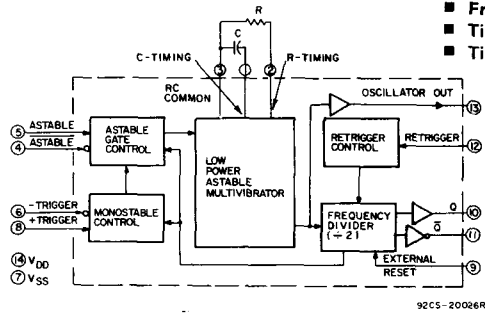 ■ Fr
■ Ti
■ Ti
R
C
C-TIMING
R-TIMING
③ ① ②
RC COMMON
OSCILLATOR OUT ⑬
⑤ ASTABLE
④ ASTABLE
ASTABLE
GATE
CONTROL
LOW
POWER
ASTABLE
MULTIVIBRATOR
RETRIGGER
CONTROL
RETRIGGER ⑫
⑥ -TRIGGER
⑧ +TRIGGER
MONOSTABLE
CONTROL
FREQUENCY
DIVIDER
(÷2)
Q ⑩
Q̅ ⑪
EXTERNAL
RESET ⑨
⑭ VDD
⑦ VSS
92CS-20026R